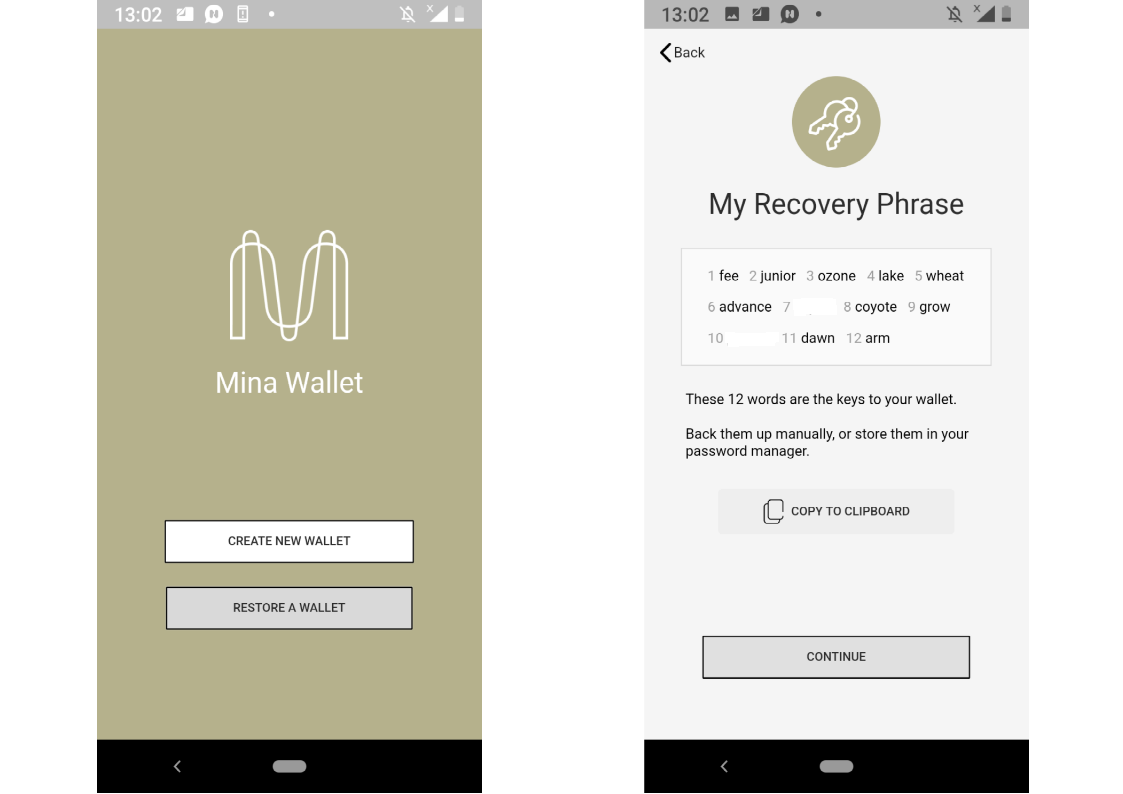 13:02
Mina Wallet
CREATE NEW WALLET
RESTORE A WALLET
13:02
Back
My Recovery Phrase
1 fee 2 junior 3 ozone 4 lake 5 wheat
6 advance 7 8 coyote 9 grow
10 11 dawn 12 arm
These 12 words are the keys to your wallet.
Back them up manually, or store them in your
password manager.
COPY TO CLIPBOARD
CONTINUE